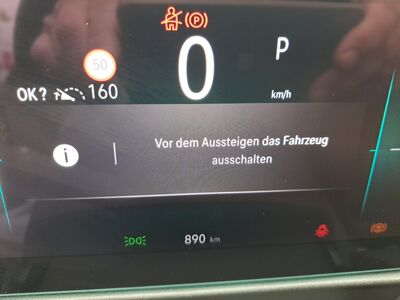 (P)
50
0
P
OK? 160
km/h
i
Vor dem Aussteigen das Fahrzeug
ausschalten
890 km
(P)